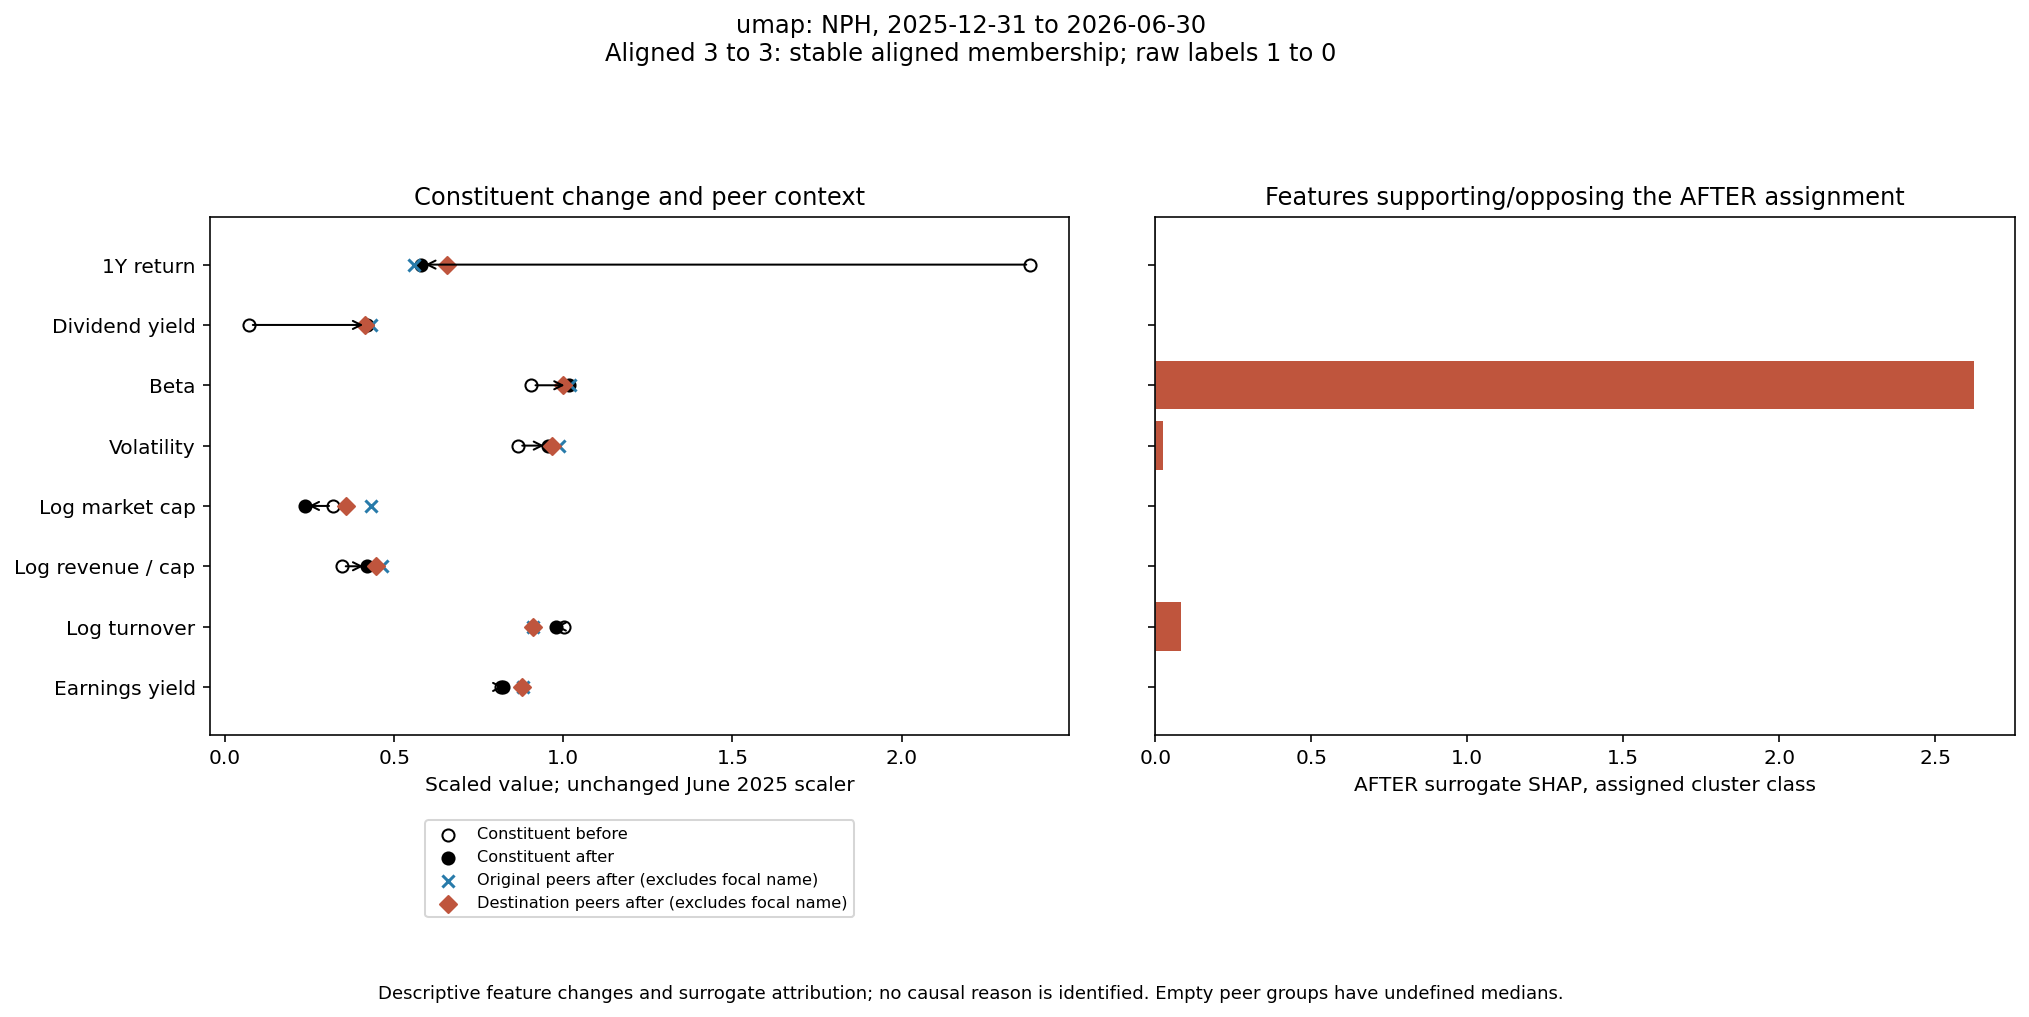 umap: NPH, 2025-12-31 to 2026-06-30
Aligned 3 to 3: stable aligned membership; raw labels 1 to 0
Constituent change and peer context
1Y return
Dividend yield
Beta
Volatility
Log market cap
Log revenue / cap
Log turnover
Earnings yield
0.0 0.5 1.0 1.5 2.0
Scaled value; unchanged June 2025 scaler
Constituent before
Constituent after
Original peers after (excludes focal name)
Destination peers after (excludes focal name)
Features supporting/opposing the AFTER assignment
0.0 0.5 1.0 1.5 2.0 2.5
AFTER surrogate SHAP, assigned cluster class
Descriptive feature changes and surrogate attribution; no causal reason is identified. Empty peer groups have undefined medians.